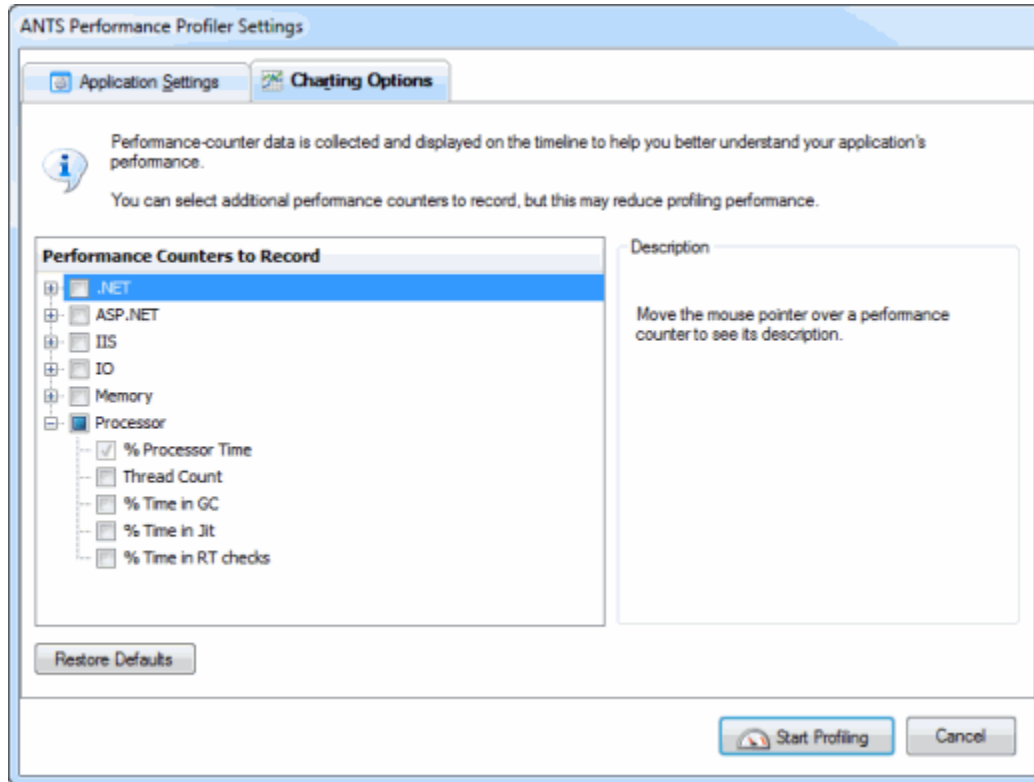 ANTS Performance Profiler Settings
Application Settings
Charting Options
Performance-counter data is collected and displayed on the timeline to help you better understand your application's
performance.
You can select additional performance counters to record, but this may reduce profiling performance.
Performance Counters to Record
.NET
ASP.NET
IIS
IO
Memory
Processor
% Processor Time
Thread Count
% Time in GC
% Time in Jit
% Time in RT checks
Description
Move the mouse pointer over a performance
counter to see its description.
Restore Defaults
Start Profiling
Cancel